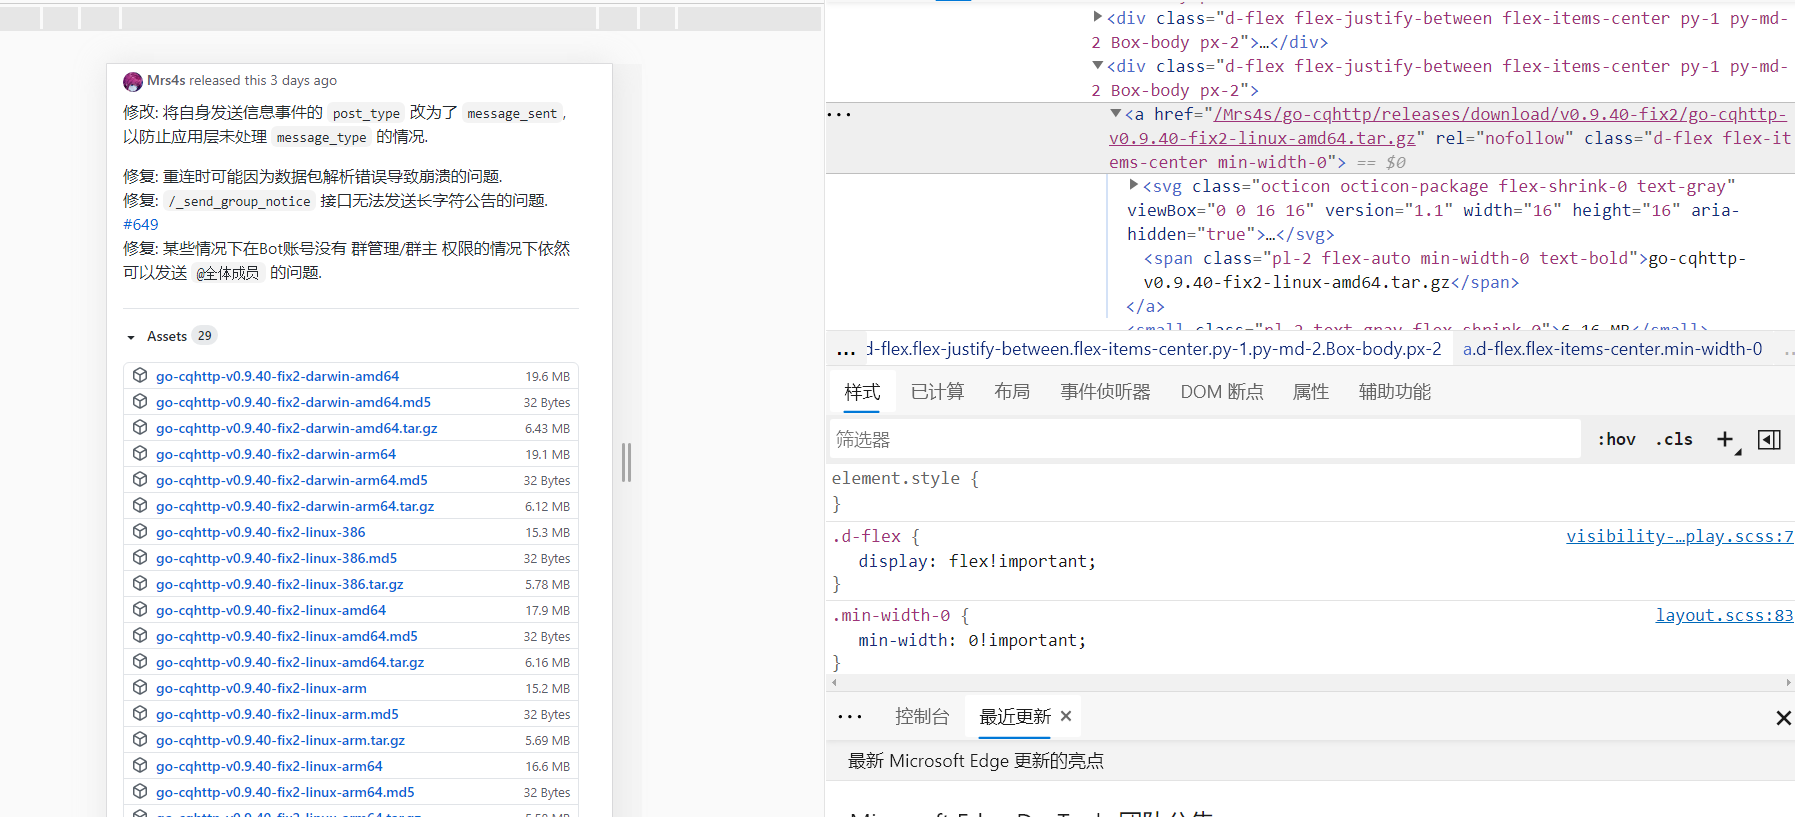 Mrs4s released this 3 days ago
修改: 将自身发送信息事件的 post_type 改为了 message_sent ,
以防止应用层未处理 message_type 的情况.
修复: 重连时可能因为数据包解析错误导致崩溃的问题.
修复: /_send_group_notice 接口无法发送长字符公告的问题.
#649
修复: 某些情况下在Bot账号没有 群管理/群主 权限的情况下依然
可以发送 @全体成员 的问题.
Assets 29
go-cqhttp-v0.9.40-fix2-darwin-amd64 19.6 MB
go-cqhttp-v0.9.40-fix2-darwin-amd64.md5 32 Bytes
go-cqhttp-v0.9.40-fix2-darwin-amd64.tar.gz 6.43 MB
go-cqhttp-v0.9.40-fix2-darwin-arm64 19.1 MB
go-cqhttp-v0.9.40-fix2-darwin-arm64.md5 32 Bytes
go-cqhttp-v0.9.40-fix2-darwin-arm64.tar.gz 6.12 MB
go-cqhttp-v0.9.40-fix2-linux-386 15.3 MB
go-cqhttp-v0.9.40-fix2-linux-386.md5 32 Bytes
go-cqhttp-v0.9.40-fix2-linux-386.tar.gz 5.78 MB
go-cqhttp-v0.9.40-fix2-linux-amd64 17.9 MB
go-cqhttp-v0.9.40-fix2-linux-amd64.md5 32 Bytes
go-cqhttp-v0.9.40-fix2-linux-amd64.tar.gz 6.16 MB
go-cqhttp-v0.9.40-fix2-linux-arm 15.2 MB
go-cqhttp-v0.9.40-fix2-linux-arm.md5 32 Bytes
go-cqhttp-v0.9.40-fix2-linux-arm.tar.gz 5.69 MB
go-cqhttp-v0.9.40-fix2-linux-arm64 16.6 MB
go-cqhttp-v0.9.40-fix2-linux-arm64.md5 32 Bytes
<div class="d-flex flex-justify-between flex-items-center py-1 py-md-
2 Box-body px-2">…</div>
<div class="d-flex flex-justify-between flex-items-center py-1 py-md-
2 Box-body px-2">
<a href="/Mrs4s/go-cqhttp/releases/download/v0.9.40-fix2/go-cqhttp-
v0.9.40-fix2-linux-amd64.tar.gz" rel="nofollow" class="d-flex flex-it
ems-center min-width-0"> == $0
<svg class="octicon octicon-package flex-shrink-0 text-gray"
viewBox="0 0 16 16" version="1.1" width="16" height="16" aria-
hidden="true">…</svg>
<span class="pl-2 flex-auto min-width-0 text-bold">go-cqhttp-
v0.9.40-fix2-linux-amd64.tar.gz</span>
</a>
<small class="pl-2 text-gray flex-shrink-0">6.16 MB</small>
... d-flex.flex-justify-between.flex-items-center.py-1.py-md-2.Box-body.px-2 a.d-flex.flex-items-center.min-width-0 ..
样式 已计算 布局 事件侦听器 DOM 断点 属性 辅助功能
筛选器 :hov .cls +
element.style {
}
.d-flex { visibility-…play.scss:7
display: flex!important;
}
.min-width-0 { layout.scss:83
min-width: 0!important;
}
控制台 最近更新 ×
最新 Microsoft Edge 更新的亮点